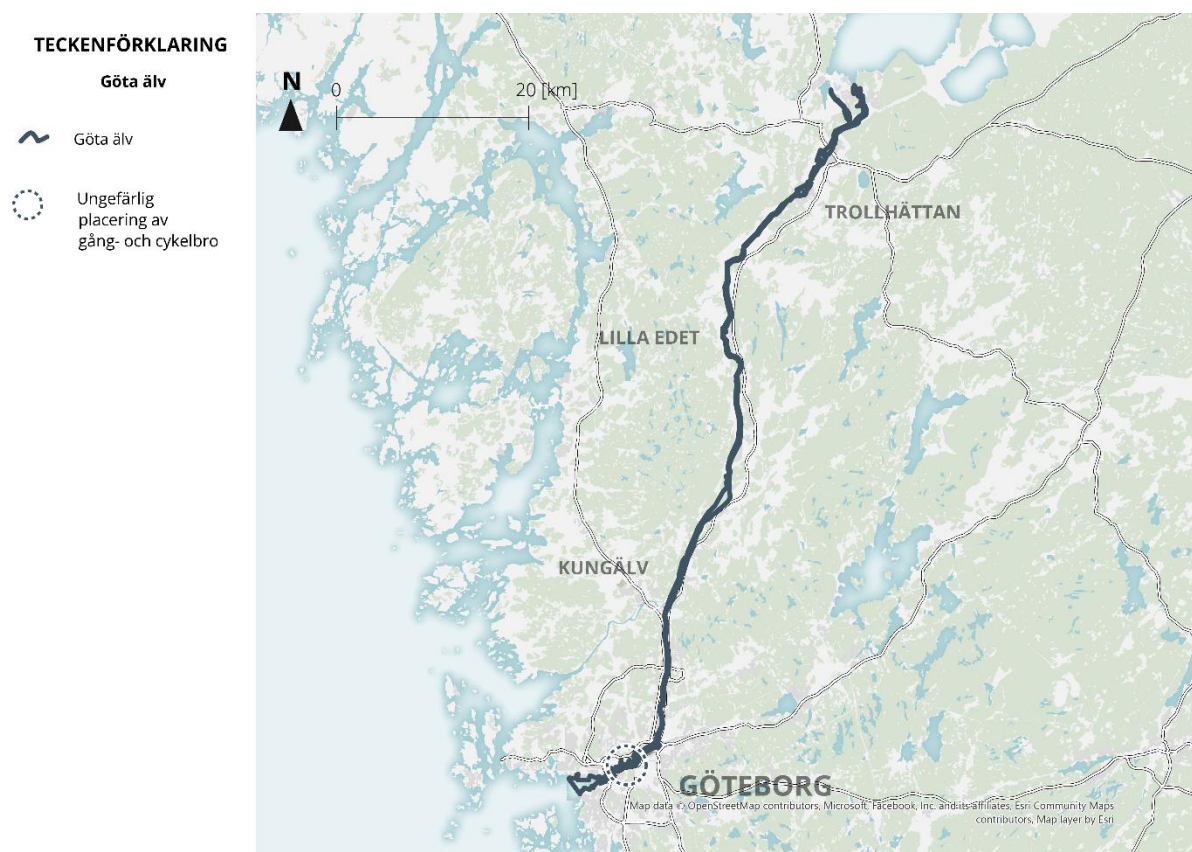 TECKENFÖRKLARING
Göta älv
Göta älv
Ungefärlig
placering av
gång- och cykelbro
N
0 20 [km]
TROLLHÄTTAN
LILLA EDET
KUNGÄLV
GÖTEBORG
Map data © OpenStreetMap contributors, Microsoft, Facebook, Inc. and its affiliates, Esri Community Maps
contributors, Map layer by Esri